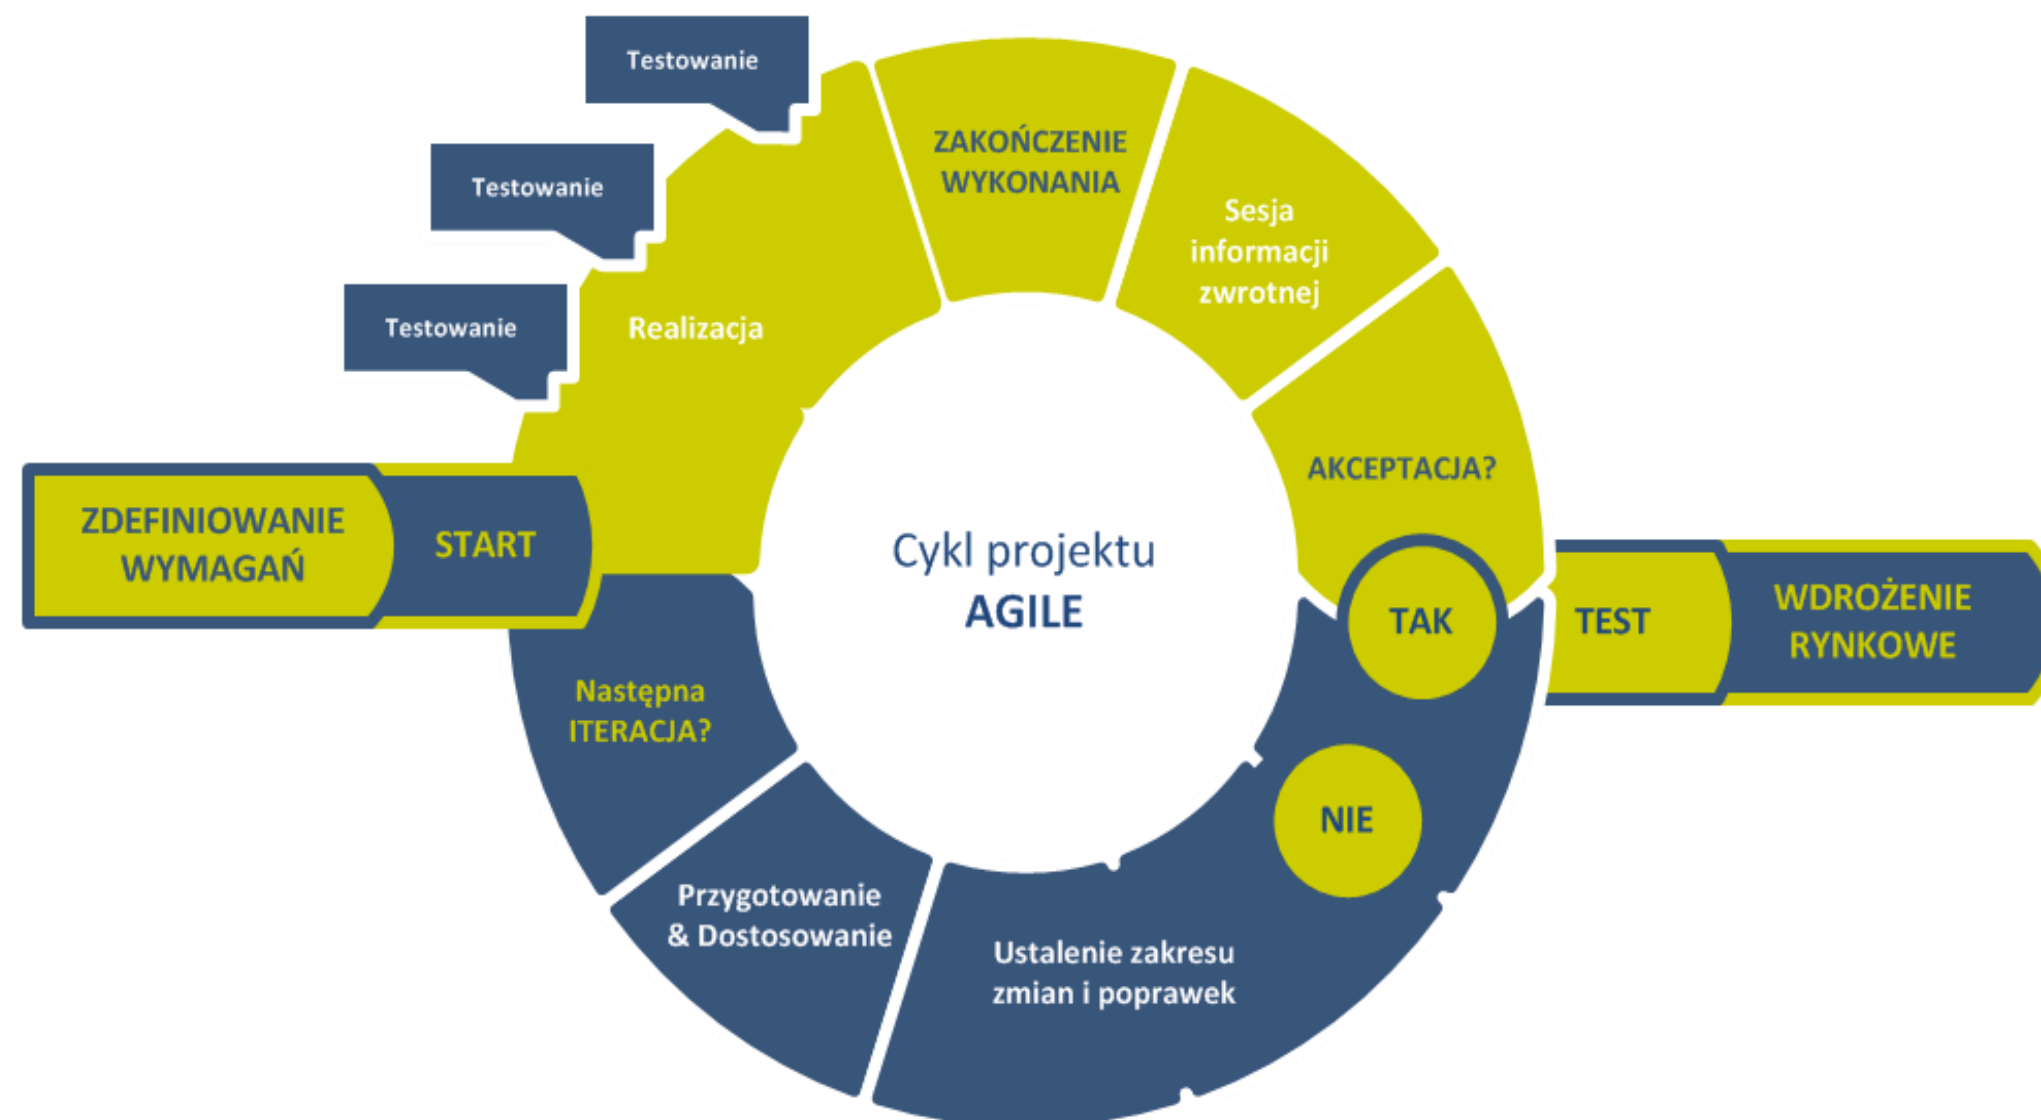 Testowanie
Testowanie
Testowanie
Realizacja
ZAKOŃCZENIE
WYKONANIA
Sesja
informacji
zwrotnej
AKCEPTACJA?
ZDEFINIOWANIE
WYMAGAŃ
START
Cykl projektu
AGILE
TAK
TEST
WDROŻENIE
RYNKOWE
NIE
Następna
ITERACJA?
Przygotowanie
& Dostosowanie
Ustalenie zakresu
zmian i poprawek